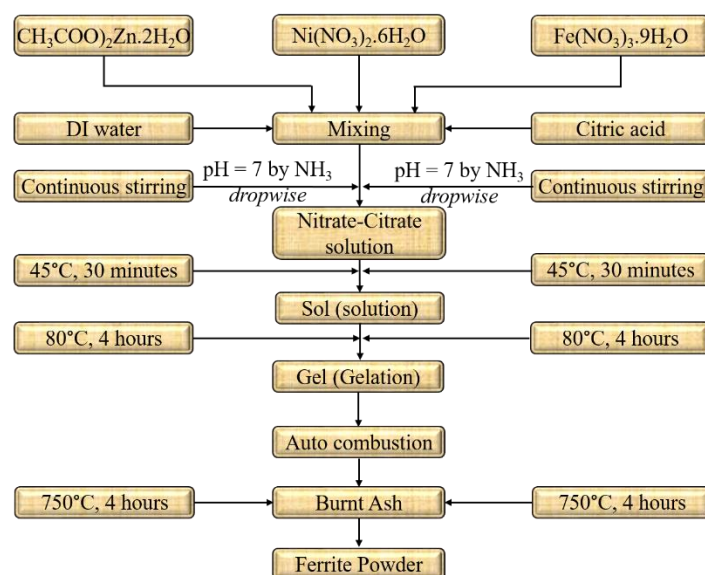 CH₃COO)₂Zn.2H₂O
Ni(NO₃)₂.6H₂O
Fe(NO₃)₃.9H₂O
DI water
Mixing
Citric acid
pH = 7 by NH₃
pH = 7 by NH₃
Continuous stirring
dropwise
dropwise
Continuous stirring
Nitrate-Citrate
solution
45°C, 30 minutes
45°C, 30 minutes
Sol (solution)
80°C, 4 hours
80°C, 4 hours
Gel (Gelation)
Auto combustion
750°C, 4 hours
Burnt Ash
750°C, 4 hours
Ferrite Powder